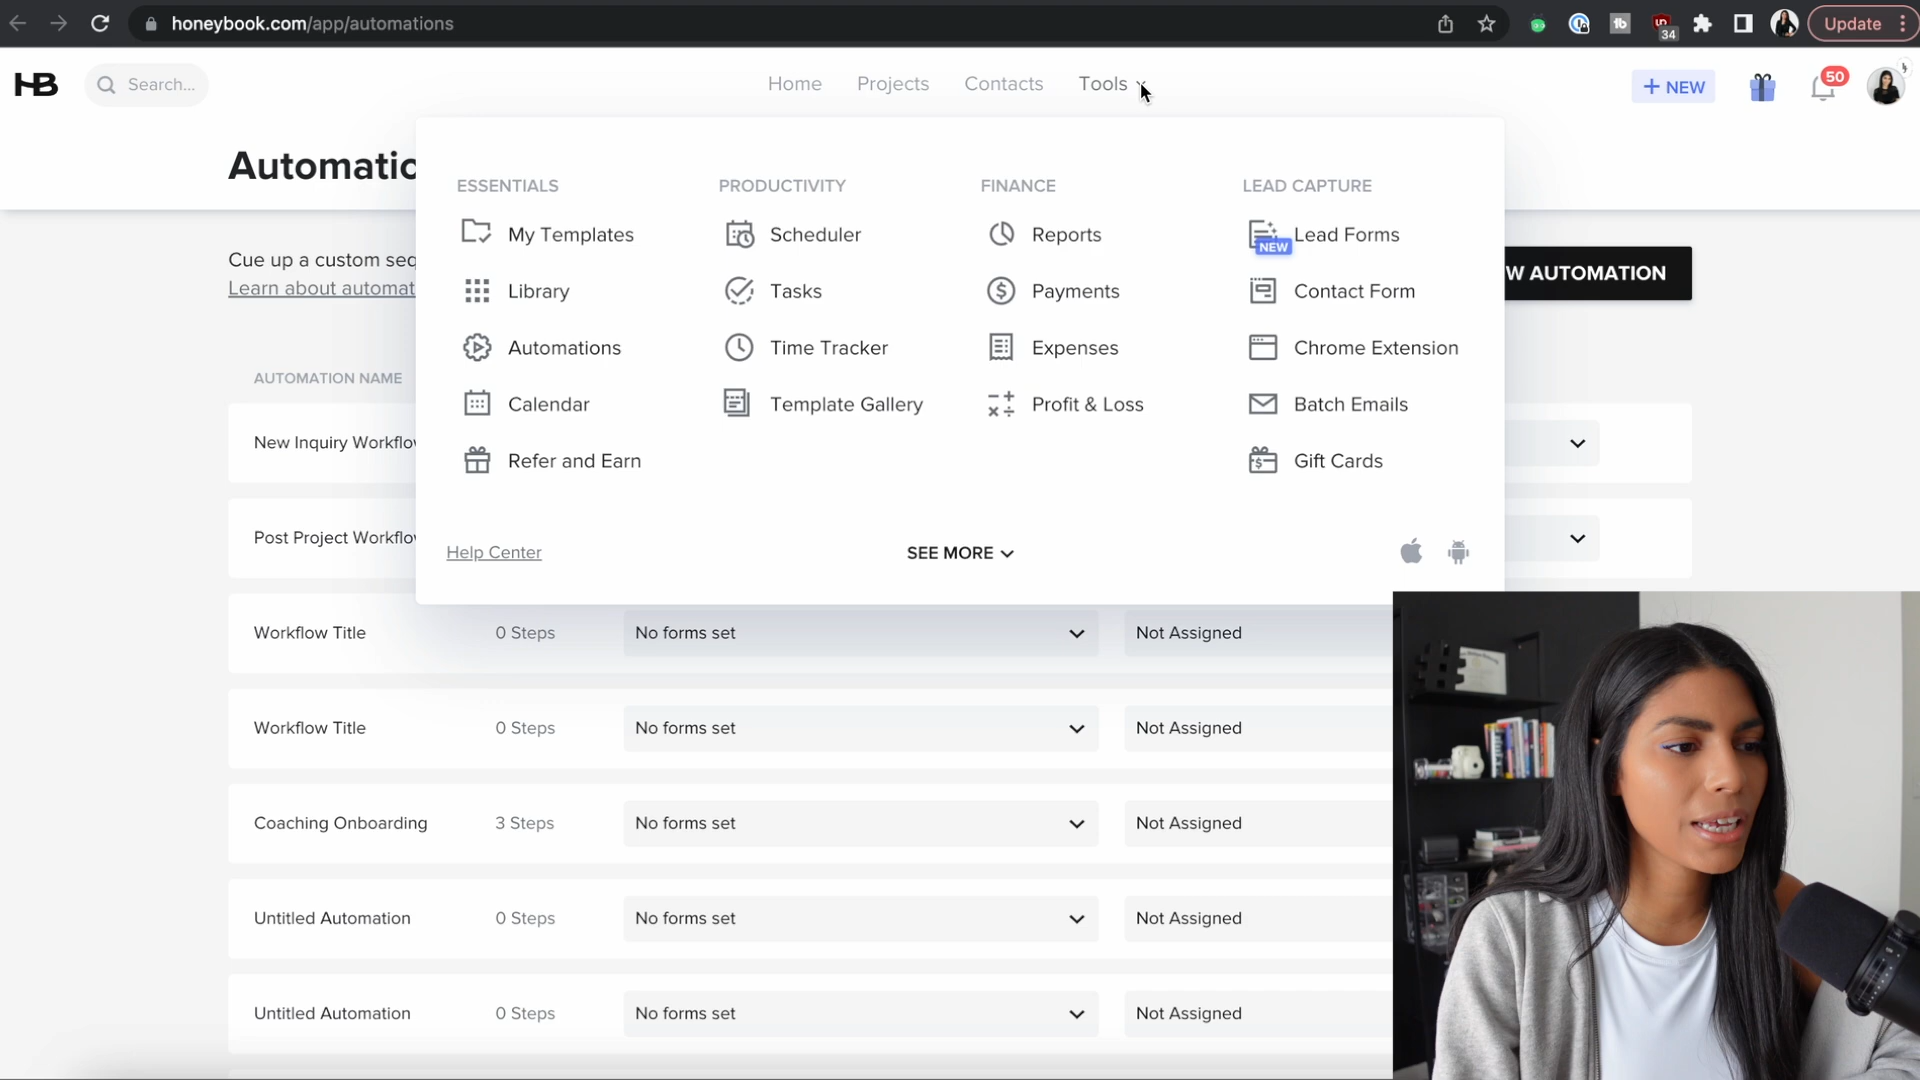 honeybook.com/app/automations
34
Update
HB
Search...
Home
Projects
Contacts
Tools
+ NEW
50
Automatio
ESSENTIALS
My Templates
Library
Automations
Calendar
Refer and Earn
PRODUCTIVITY
Scheduler
Tasks
Time Tracker
Template Gallery
FINANCE
Reports
Payments
Expenses
Profit & Loss
LEAD CAPTURE
NEW
Lead Forms
Contact Form
Chrome Extension
Batch Emails
Gift Cards
Help Center
SEE MORE
Cue up a custom seq
Learn about automat
W AUTOMATION
AUTOMATION NAME
New Inquiry Workflow
Post Project Workflow
Workflow Title 0 Steps No forms set Not Assigned
Workflow Title 0 Steps No forms set Not Assigned
Coaching Onboarding 3 Steps No forms set Not Assigned
Untitled Automation 0 Steps No forms set Not Assigned
Untitled Automation 0 Steps No forms set Not Assigned